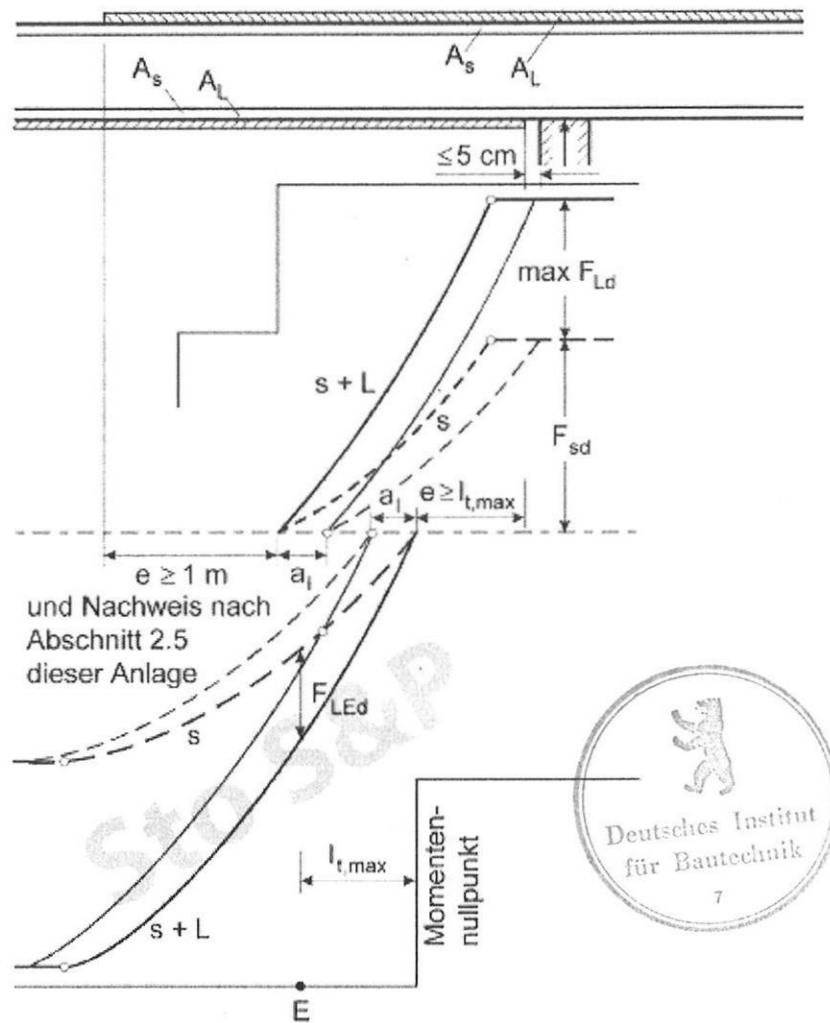 A_s
A_L
A_s
A_L
≤5 cm
max F_Ld
s + L
s
F_sd
a_l
e ≥ l_t,max
e ≥ 1 m
a_l
und Nachweis nach
Abschnitt 2.5
dieser Anlage
F_LEd
s
Sto S&P
l_t,max
s + L
Momenten-
nullpunkt
E
Deutsches Institut
für Bautechnik
7